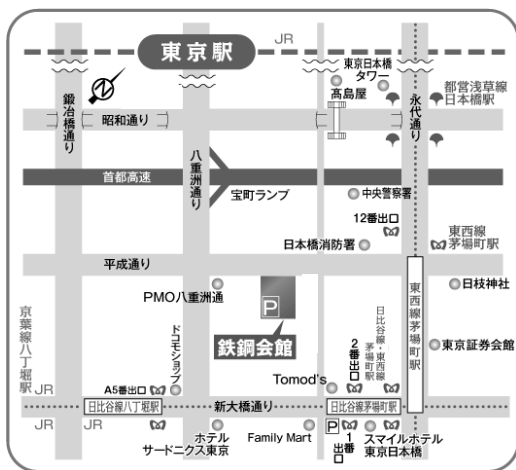 JR
東京駅
東京日本橋
タワー
髙島屋
都営浅草線
日本橋駅
鍛冶橋通り
昭和通り
八重洲通り
永代通り
首都高速
宝町ランプ
中央警察署
12番出口
日本橋消防署
東西線
茅場町駅
平成通り
PMO八重洲通
P
鉄鋼会館
日枝神社
東西線茅場町駅
東京証券会館
京葉線八丁堀駅
ドコモショップ
A5番出口
Tomod's
2番出口
日比谷線・東西線
茅場町駅
JR
日比谷線八丁堀駅
新大橋通り
日比谷線茅場町駅
JR
JR
ホテル
サードニクス東京
Family Mart
P
1番出口
スマイルホテル
東京日本橋